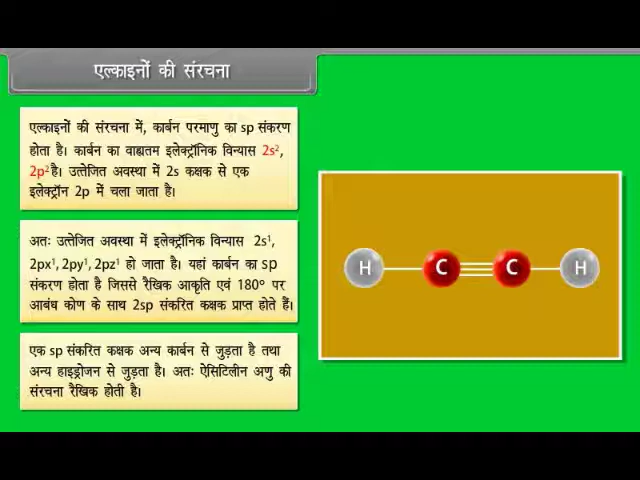 एल्काइनों की संरचना
एल्काइनों की संरचना में, कार्बन परमाणु का sp संकरण
होता है। कार्बन का वाह्यतम इलेक्ट्रॉनिक विन्यास 2s²,
2p² है। उत्तेजित अवस्था में 2s कक्षक से एक
इलेक्ट्रॉन 2p में चला जाता है।
अतः उत्तेजित अवस्था में इलेक्ट्रॉनिक विन्यास 2s¹,
2px¹, 2py¹, 2pz¹ हो जाता है। यहां कार्बन का sp
संकरण होता है जिससे रैखिक आकृति एवं 180° पर
आबंध कोण के साथ 2sp संकरित कक्षक प्राप्त होते हैं।
एक sp संकरित कक्षक अन्य कार्बन से जुड़ता है तथा
अन्य हाइड्रोजन से जुड़ता है। अतः ऐसिटिलीन अणु की
संरचना रैखिक होती है।
H C C H